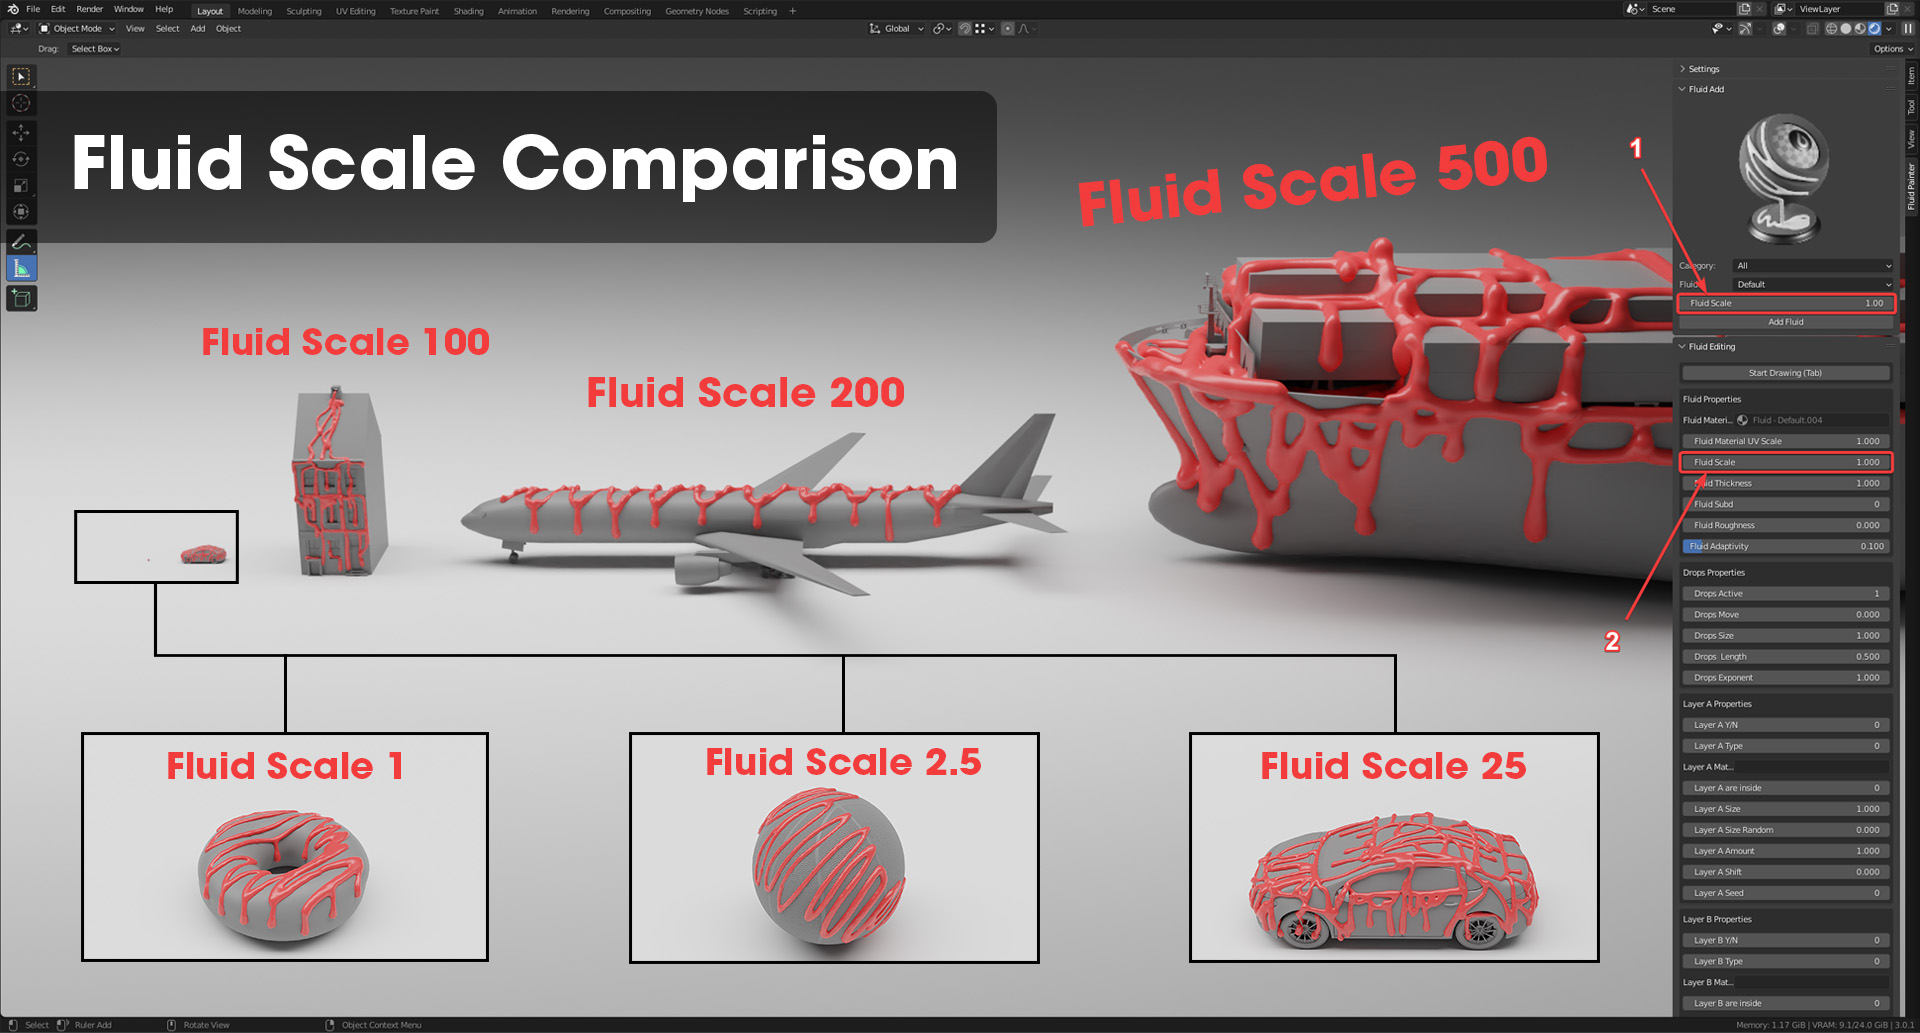 File Edit Render Window Help Layout Modeling Sculpting UV Editing Texture Paint Shading Animation Rendering Compositing Geometry Nodes Scripting + Scene ViewLayer
Object Mode View Select Add Object Global
Drag: Select Box Options
Fluid Scale Comparison
Fluid Scale 100
Fluid Scale 200
Fluid Scale 500
Fluid Scale 1
Fluid Scale 2.5
Fluid Scale 25
1
2
Item
Tool
View
Fluid Painter
Settings
Fluid Add
Category: All
Fluid Default
Fluid Scale 1.00
Add Fluid
Fluid Editing
Start Drawing (Tab)
Fluid Properties
Fluid Materi... Fluid - Default.004
Fluid Material UV Scale 1.000
Fluid Scale 1.000
Fluid Thickness 1.000
Fluid Subd 0
Fluid Roughness 0.000
Fluid Adaptivity 0.100
Drops Properties
Drops Active 1
Drops Move 0.000
Drops Size 1.000
Drops Length 0.500
Drops Exponent 1.000
Layer A Properties
Layer A Y/N 0
Layer A Type 0
Layer A Mat...
Layer A are inside 0
Layer A Size 1.000
Layer A Size Random 0.000
Layer A Amount 1.000
Layer A Shift 0.000
Layer A Seed 0
Layer B Properties
Layer B Y/N 0
Layer B Type 0
Layer B Mat...
Layer B are inside 0
Select Ruler Add Rotate View Object Context Menu Memory: 1.17 GiB | VRAM: 9.1/24.0 GiB | 3.0.1